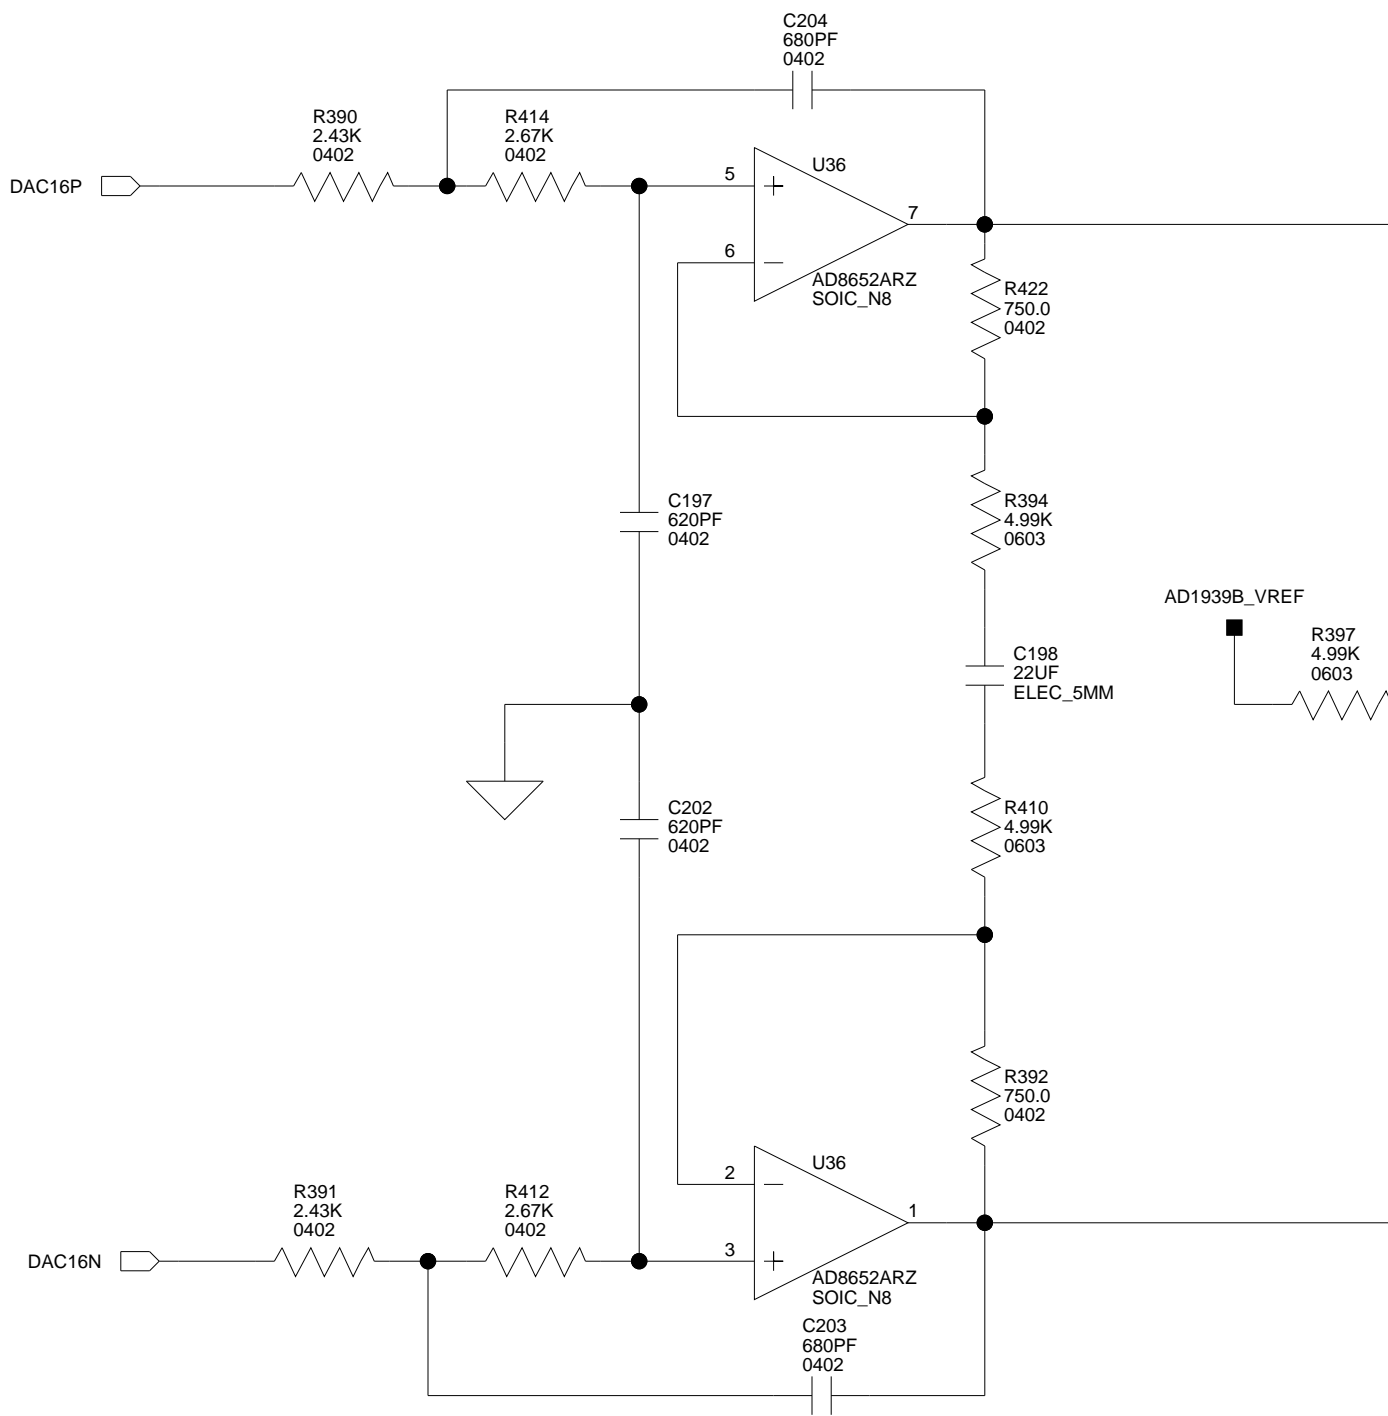 C204
680PF
0402
R390
2.43K
0402
R414
2.67K
0402
DAC16P
5
U36
7
6
AD8652ARZ
SOIC_N8
R422
750.0
0402
C197
620PF
0402
R394
4.99K
0603
AD1939B_VREF
R397
4.99K
0603
C198
22UF
ELEC_5MM
C202
620PF
0402
R410
4.99K
0603
R392
750.0
0402
U36
2
1
3
AD8652ARZ
SOIC_N8
R391
2.43K
0402
R412
2.67K
0402
DAC16N
C203
680PF
0402